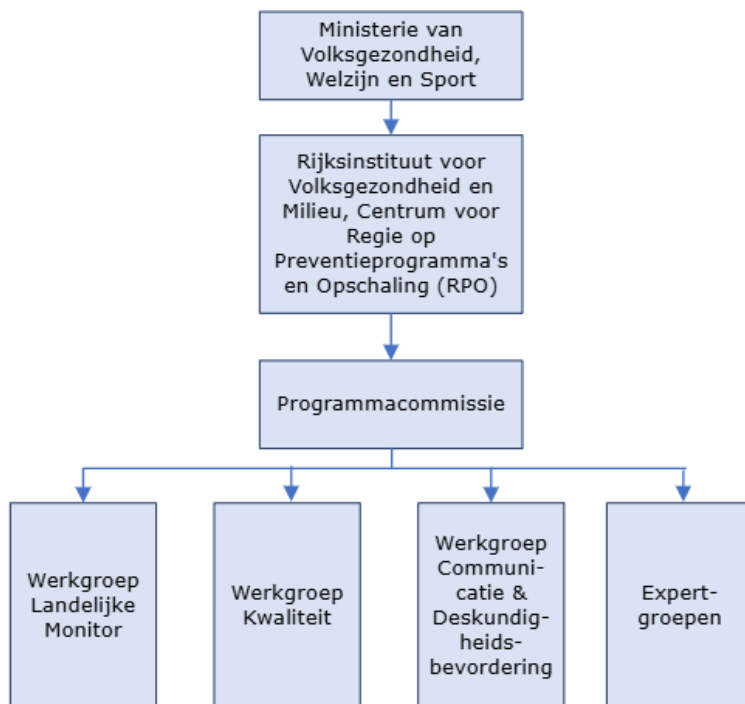 Ministerie van
Volksgezondheid,
Welzijn en Sport
Rijksinstituut voor
Volksgezondheid en
Milieu, Centrum voor
Regie op
Preventieprogramma's
en Opschaling (RPO)
Programmacommissie
Werkgroep
Landelijke
Monitor
Werkgroep
Kwaliteit
Werkgroep
Communi-
catie &
Deskundig-
heids-
bevordering
Expert-
groepen